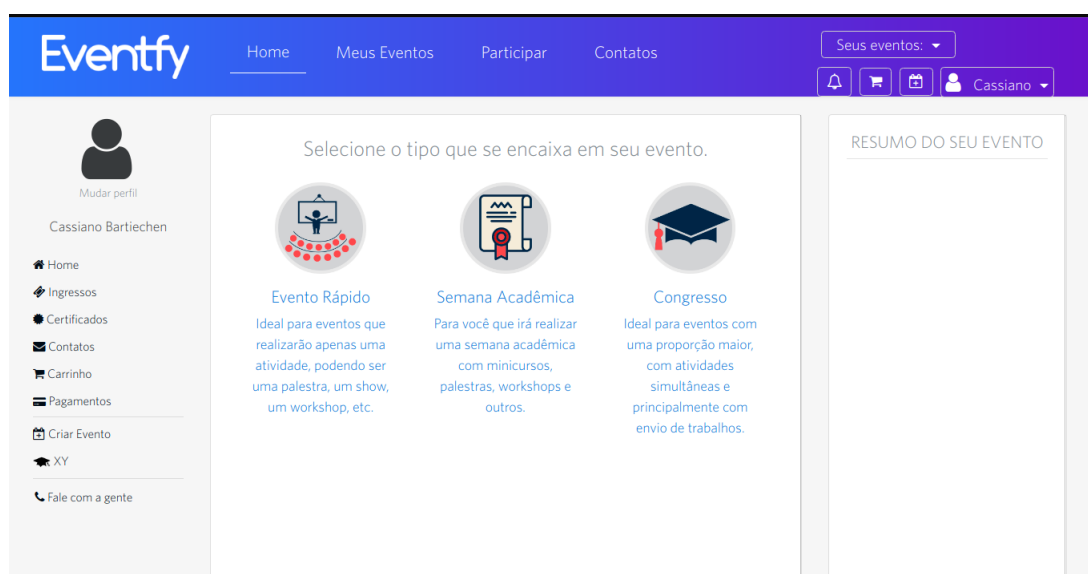 Eventfy
Home
Meus Eventos
Participar
Contatos
Seus eventos:
Cassiano
Mudar perfil
Cassiano Bartiechen
Home
Ingressos
Certificados
Contatos
Carrinho
Pagamentos
Criar Evento
XY
Fale com a gente
Selecione o tipo que se encaixa em seu evento.
Evento Rápido
Ideal para eventos que
realizarão apenas uma
atividade, podendo ser
uma palestra, um show,
um workshop, etc.
Semana Acadêmica
Para você que irá realizar
uma semana acadêmica
com minicursos,
palestras, workshops e
outros.
Congresso
Ideal para eventos com
uma proporção maior,
com atividades
simultâneas e
principalmente com
envio de trabalhos.
RESUMO DO SEU EVENTO